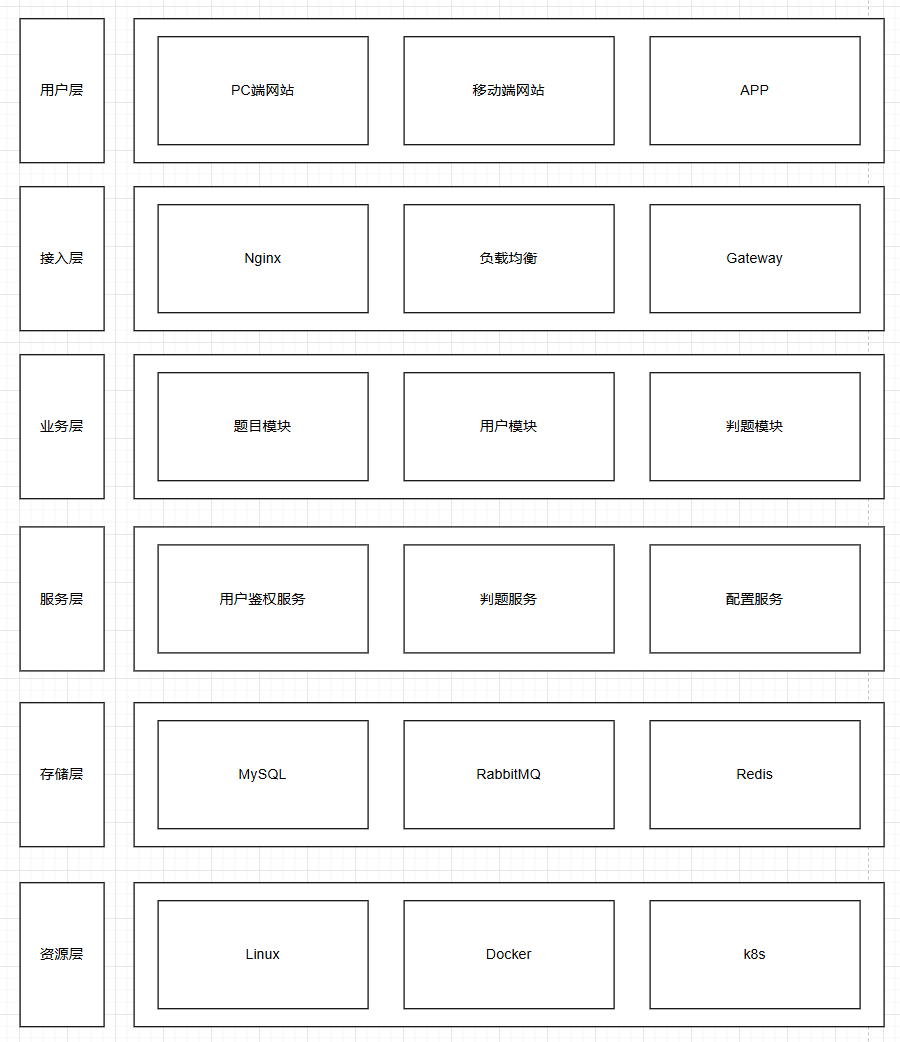 用户层
PC端网站
移动端网站
APP
接入层
Nginx
负载均衡
Gateway
业务层
题目模块
用户模块
判题模块
服务层
用户鉴权服务
判题服务
配置服务
存储层
MySQL
RabbitMQ
Redis
资源层
Linux
Docker
k8s